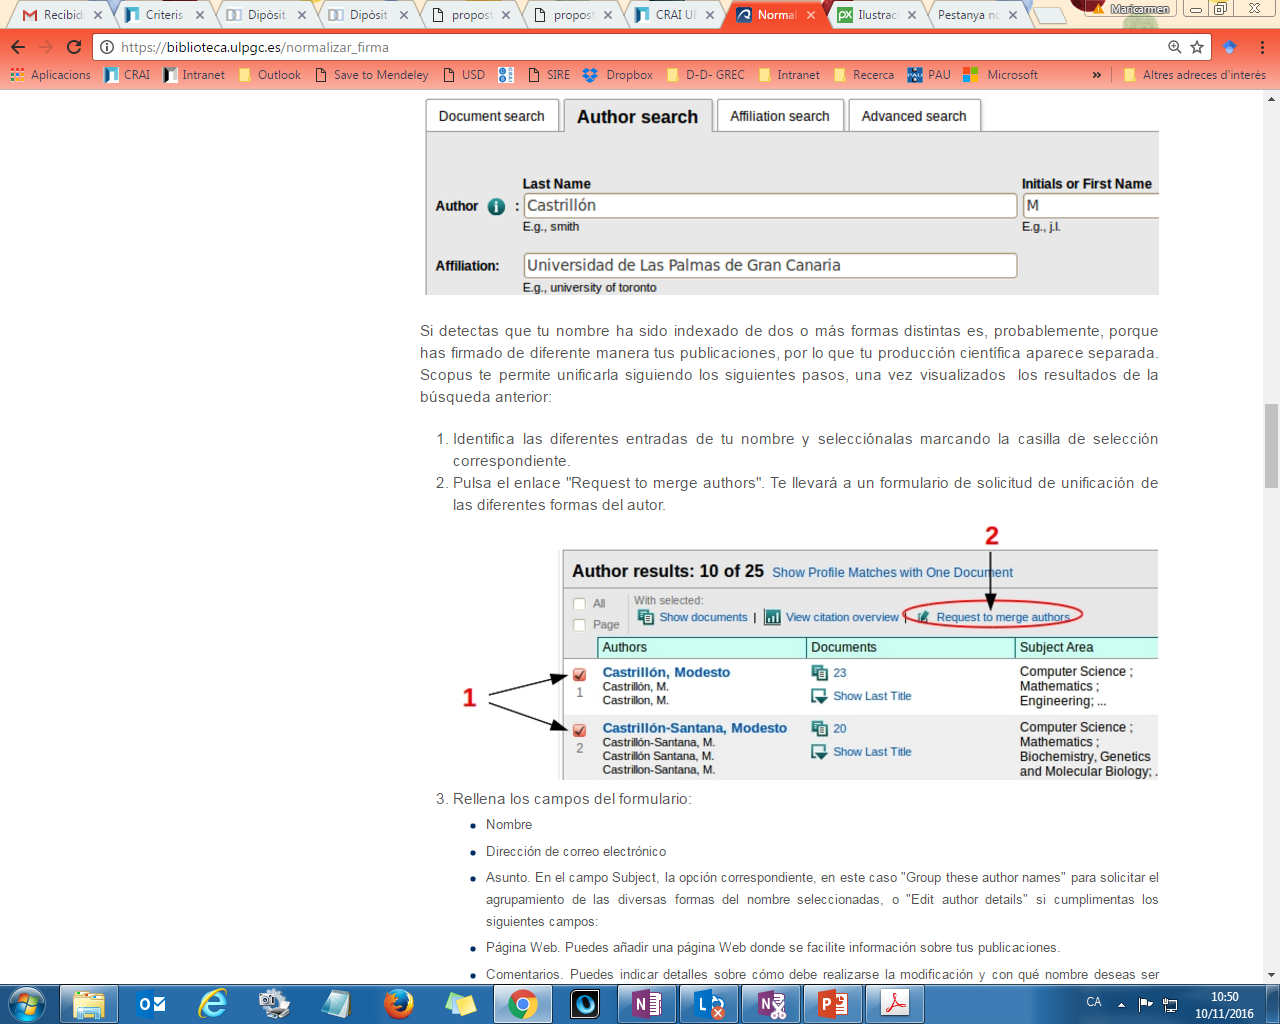 Recibid
Criteris
Dipòsit
Dipòsit
propost
propost
CRAI UB
Normal
Ilustraci
Pestanya no
Maricarmen
https://biblioteca.ulpgc.es/normalizar_firma
Aplicacions CRAI Intranet Outlook Save to Mendeley USD SIRE Dropbox D-D- GREC Intranet Recerca PAU Microsoft » Altres adreces d'interès
Document search Author search Affiliation search Advanced search
Last Name Initials or First Name
Author i : Castrillón M
E.g., smith E.g., j.l.
Affiliation: Universidad de Las Palmas de Gran Canaria
E.g., university of toronto
Si detectas que tu nombre ha sido indexado de dos o más formas distintas es, probablemente, porque
has firmado de diferente manera tus publicaciones, por lo que tu producción científica aparece separada.
Scopus te permite unificarla siguiendo los siguientes pasos, una vez visualizados los resultados de la
búsqueda anterior:
1. Identifica las diferentes entradas de tu nombre y selecciónalas marcando la casilla de selección
correspondiente.
2. Pulsa el enlace "Request to merge authors". Te llevará a un formulario de solicitud de unificación de
las diferentes formas del autor.
2
Author results: 10 of 25 Show Profile Matches with One Document
All With selected:
Page Show documents | View citation overview | Request to merge authors
Authors Documents Subject Area
1
Castrillón, Modesto 23 Computer Science ;
1 Castrillón, M. Mathematics ;
Castrillon, M. Show Last Title Engineering; ...
Castrillón-Santana, Modesto 20 Computer Science ;
2 Castrillón-Santana, M. Mathematics ;
Castrillón Santana, M. Show Last Title Biochemistry, Genetics
Castrillon-Santana, M. and Molecular Biology; .
3. Rellena los campos del formulario:
• Nombre
• Dirección de correo electrónico
• Asunto. En el campo Subject, la opción correspondiente, en este caso "Group these author names" para solicitar el
agrupamiento de las diversas formas del nombre seleccionadas, o "Edit author details" si cumplimentas los
siguientes campos:
• Página Web. Puedes añadir una página Web donde se facilite información sobre tus publicaciones.
• Comentarios. Puedes indicar detalles sobre cómo debe realizarse la modificación y con qué nombre deseas ser
CA
10:50
10/11/2016